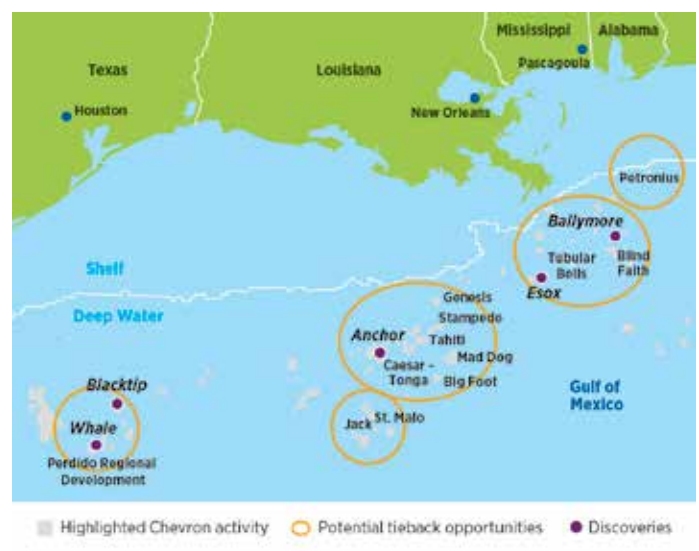 Mississippi
Alabama
Pascagoula
Texas
Louisiana
Houston
New Orleans
Petronius
Ballymore
Tubular
Bells
Blind
Faith
Esox
Shelf
Deep Water
Genesis
Stampede
Anchor
Tahiti
Mad Dog
Caesar -
Tonga
Big Foot
Gulf of
Mexico
Blacktip
Jack
St. Malo
Whale
Perdido Regional
Development
Highlighted Chevron activity
Potential tieback opportunities
Discoveries